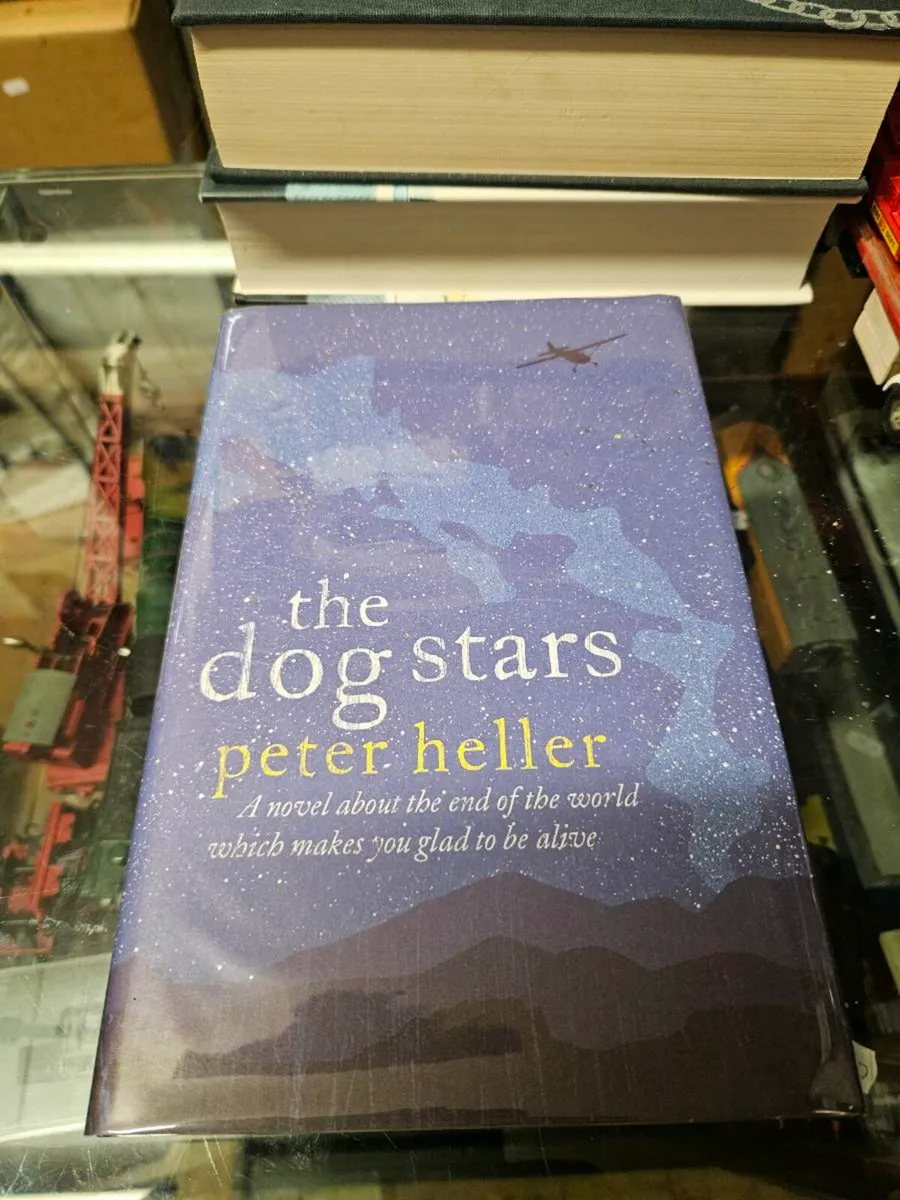 the
dog stars
peter heller
A novel about the end of the world
which makes you glad to be alive